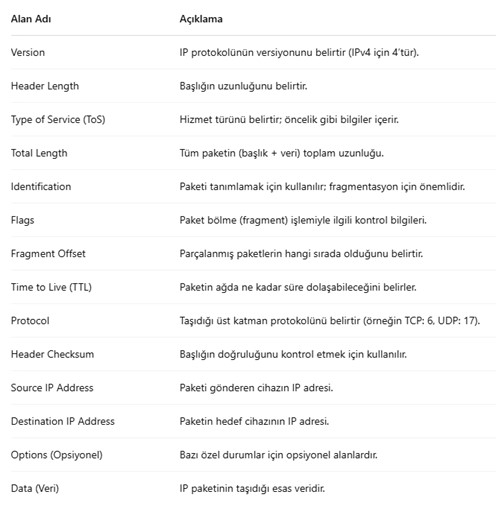 Alan Adı Açıklama
Version IP protokolünün versiyonunu belirtir (IPv4 için 4'tür).
Header Length Başlığın uzunluğunu belirtir.
Type of Service (ToS) Hizmet türünü belirtir; öncelik gibi bilgiler içerir.
Total Length Tüm paketin (başlık + veri) toplam uzunluğu.
Identification Paketi tanımlamak için kullanılır; fragmentasyon için önemlidir.
Flags Paket bölme (fragment) işlemiyle ilgili kontrol bilgileri.
Fragment Offset Parçalanmış paketlerin hangi sırada olduğunu belirtir.
Time to Live (TTL) Paketin ağda ne kadar süre dolaşabileceğini belirler.
Protocol Taşıdığı üst katman protokolünü belirtir (örneğin TCP: 6, UDP: 17).
Header Checksum Başlığın doğruluğunu kontrol etmek için kullanılır.
Source IP Address Paketi gönderen cihazın IP adresi.
Destination IP Address Paketin hedef cihazının IP adresi.
Options (Opsiyonel) Bazı özel durumlar için opsiyonel alanlardır.
Data (Veri) IP paketinin taşıdığı esas veridir.